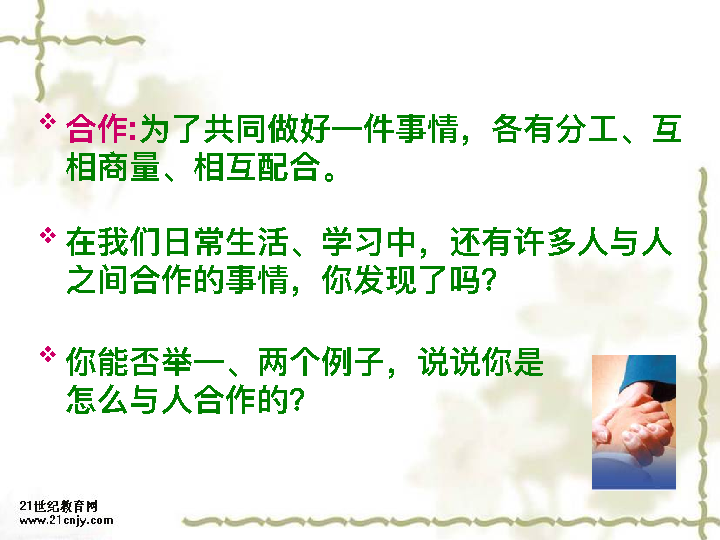 合作:为了共同做好一件事情，各有分工、互
相商量、相互配合。
在我们日常生活、学习中，还有许多人与人
之间合作的事情，你发现了吗?
你能否举一、两个例子，说说你是
怎么与人合作的?
21世纪教育网
www.21cnjy.com